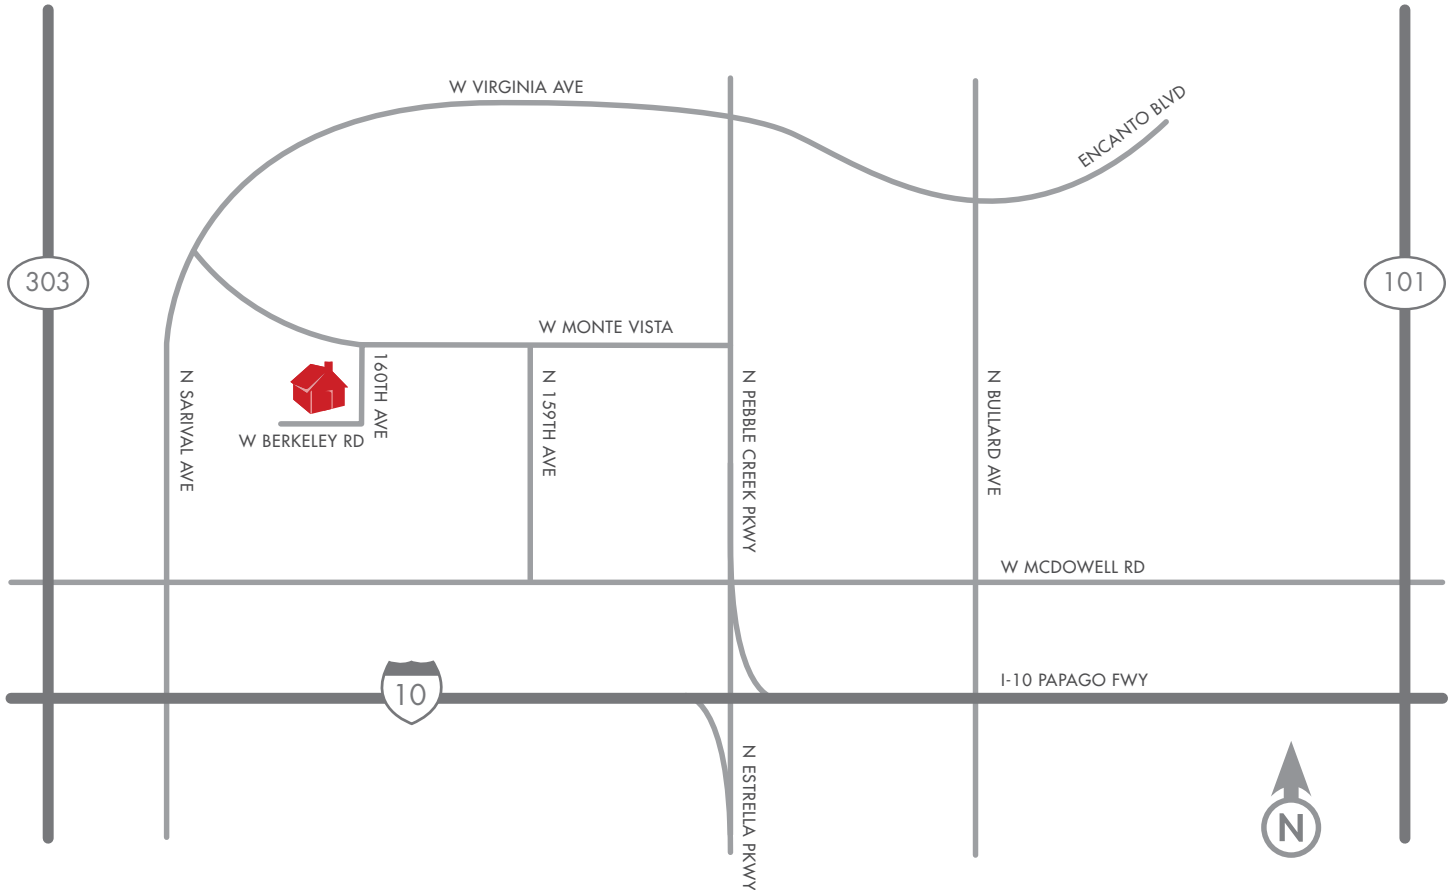 W VIRGINIA AVE
ENCANTO BLVD
303
101
W MONTE VISTA
160TH AVE
N SARIVAL AVE
N 159TH AVE
N PEBBLE CREEK PKWY
N BULLARD AVE
W BERKELEY RD
W MCDOWELL RD
I-10 PAPAGO FWY
10
N ESTRELLA PKWY
N